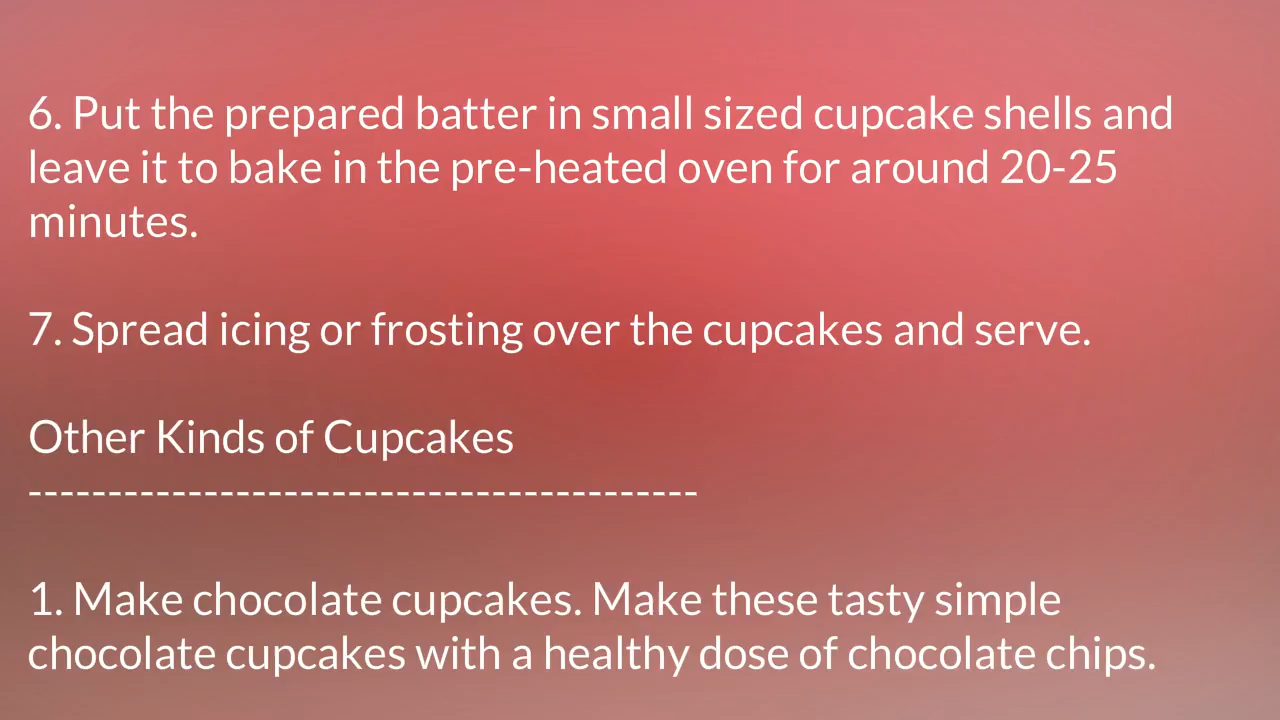 6. Put the prepared batter in small sized cupcake shells and
leave it to bake in the pre-heated oven for around 20-25
minutes.
7. Spread icing or frosting over the cupcakes and serve.
Other Kinds of Cupcakes
------------------------------------------
1. Make chocolate cupcakes. Make these tasty simple
chocolate cupcakes with a healthy dose of chocolate chips.